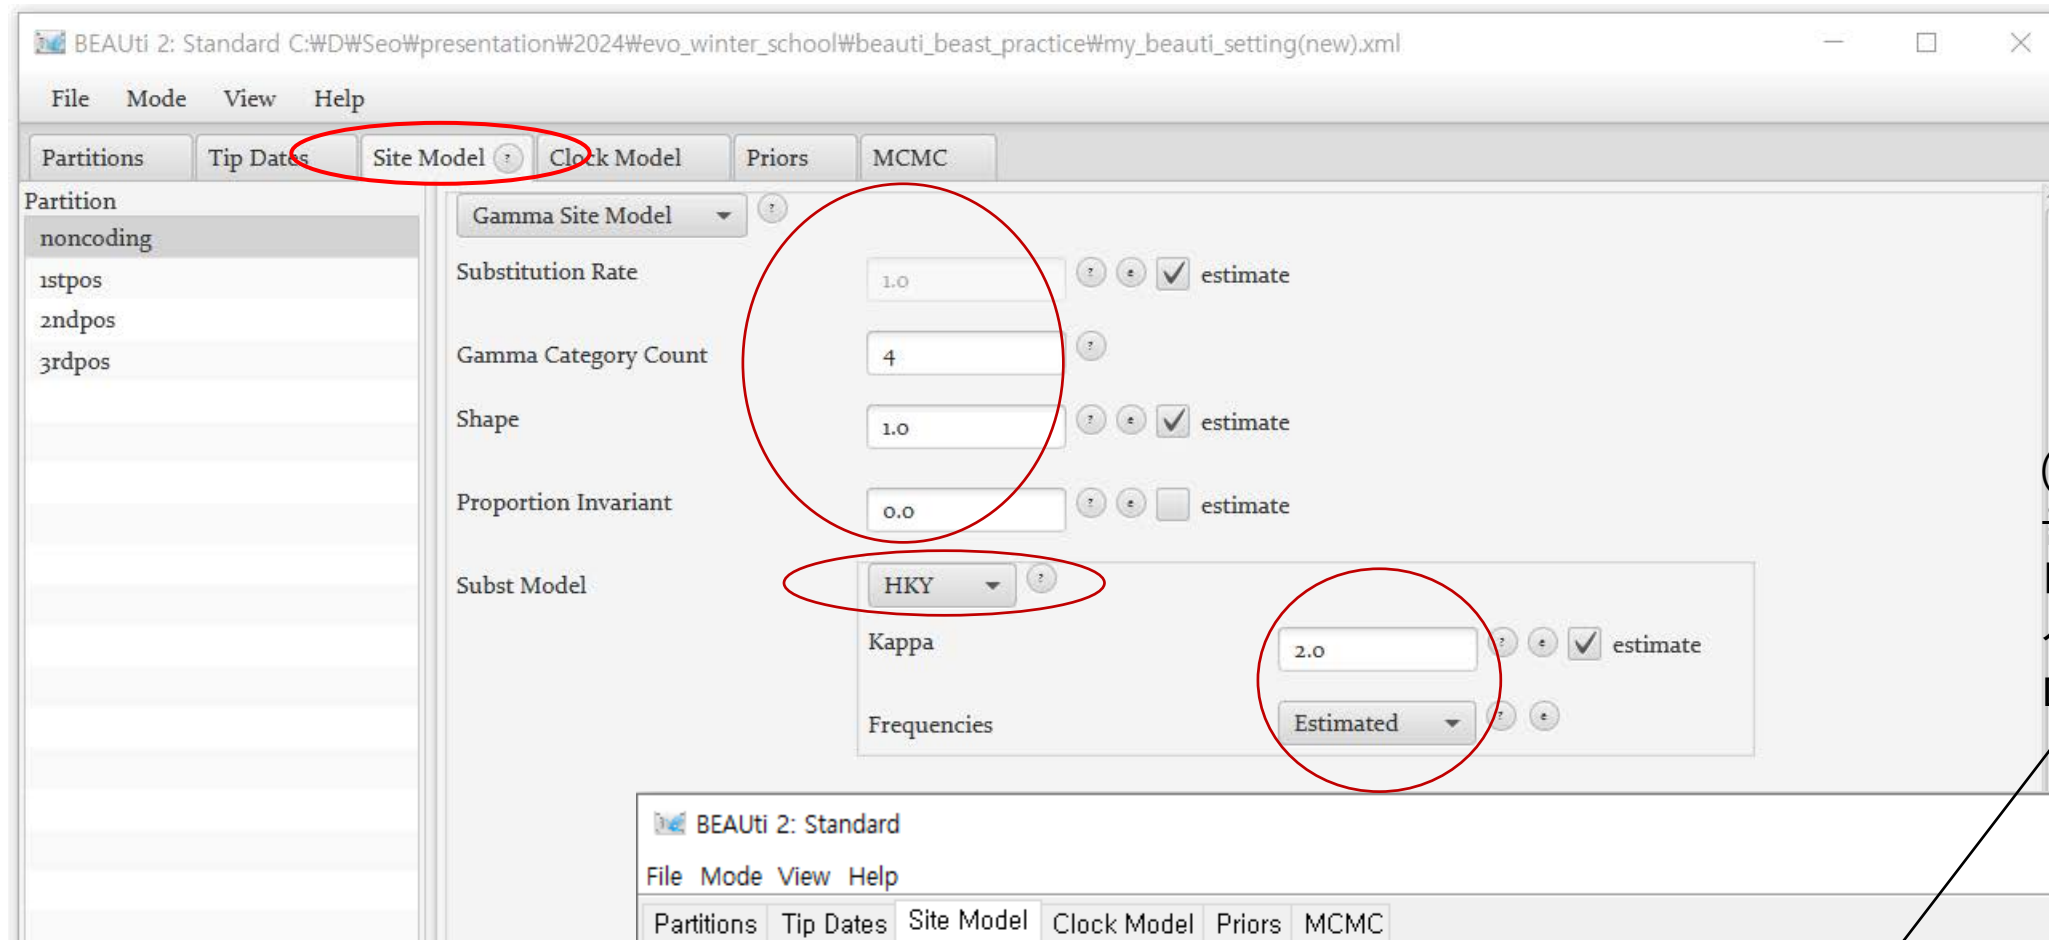 BEAUti 2: Standard C:₩D₩Seo₩presentation₩2024₩evo_winter_school₩beauti_beast_practice₩my_beauti_setting(new).xml
File Mode View Help
Partitions Tip Dates Site Model ? Clock Model Priors MCMC
Partition
noncoding
1stpos
2ndpos
3rdpos
Gamma Site Model ?
Substitution Rate 1.0 ? e estimate
Gamma Category Count 4 ?
Shape 1.0 ? e estimate
Proportion Invariant 0.0 ? e estimate
Subst Model HKY ?
Kappa 2.0 ? e estimate
Frequencies Estimated ? e
BEAUti 2: Standard
File Mode View Help
Partitions Tip Dates Site Model Clock Model Priors MCMC